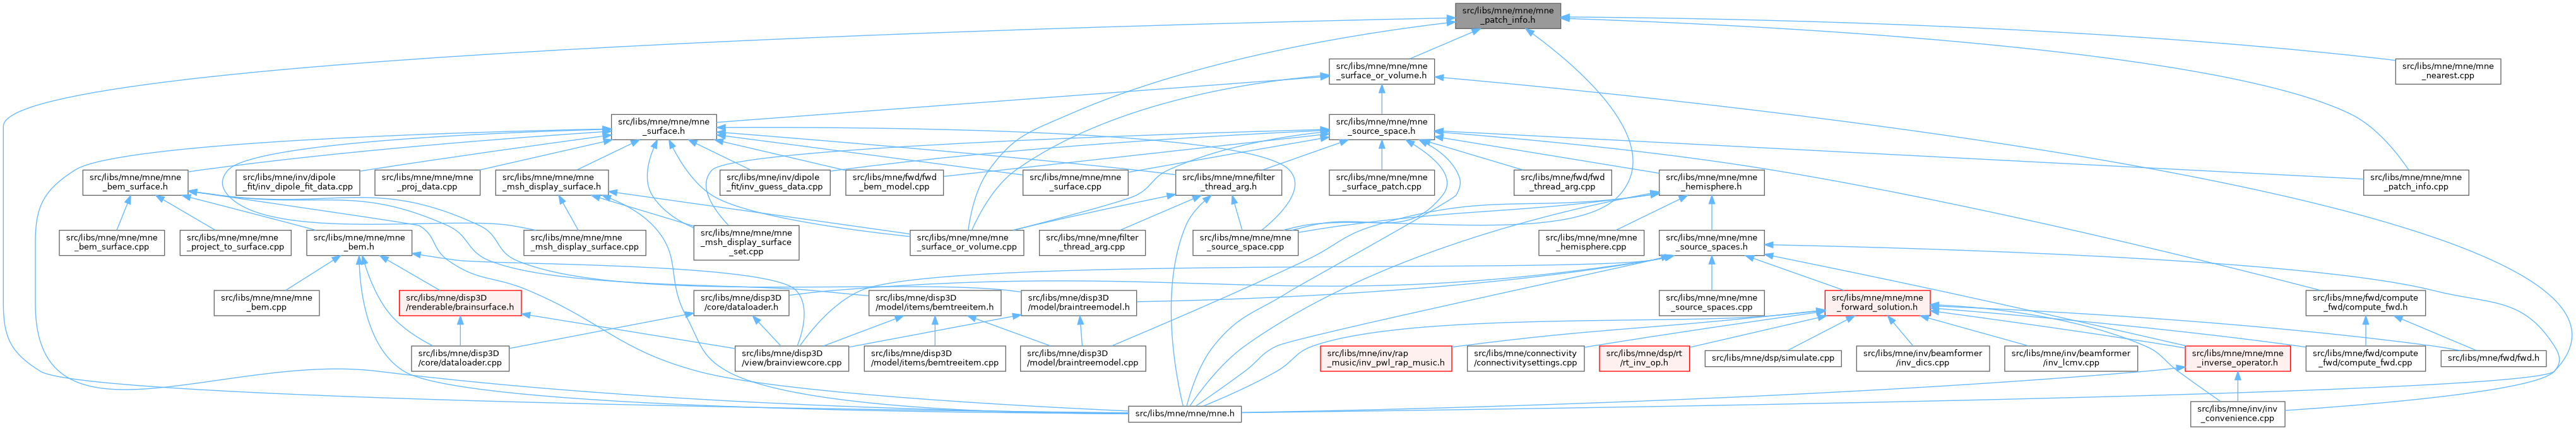 src/libs/mne/mne/mne
_patch_info.h
src/libs/mne/mne/mne
_surface_or_volume.h
src/libs/mne/mne/mne
_nearest.cpp
src/libs/mne/mne/mne
_surface.h
src/libs/mne/mne/mne
_source_space.h
src/libs/mne/mne/mne
_bem_surface.h
src/libs/mne/inv/dipole
_fit/inv_dipole_fit_data.cpp
src/libs/mne/mne/mne
_proj_data.cpp
src/libs/mne/mne/mne
_msh_display_surface.h
src/libs/mne/inv/dipole
_fit/inv_guess_data.cpp
src/libs/mne/fwd/fwd
_bem_model.cpp
src/libs/mne/mne/mne
_surface.cpp
src/libs/mne/mne/filter
_thread_arg.h
src/libs/mne/mne/mne
_surface_patch.cpp
src/libs/mne/fwd/fwd
_thread_arg.cpp
src/libs/mne/mne/mne
_hemisphere.h
src/libs/mne/mne/mne
_patch_info.cpp
src/libs/mne/mne/mne
_bem_surface.cpp
src/libs/mne/mne/mne
_project_to_surface.cpp
src/libs/mne/mne/mne
_bem.h
src/libs/mne/mne/mne
_msh_display_surface.cpp
src/libs/mne/mne/mne
_msh_display_surface
_set.cpp
src/libs/mne/mne/mne
_surface_or_volume.cpp
src/libs/mne/mne/filter
_thread_arg.cpp
src/libs/mne/mne/mne
_source_space.cpp
src/libs/mne/mne/mne
_hemisphere.cpp
src/libs/mne/mne/mne
_source_spaces.h
src/libs/mne/mne/mne
_bem.cpp
src/libs/mne/disp3D
/renderable/brainsurface.h
src/libs/mne/disp3D
/core/dataloader.h
src/libs/mne/disp3D
/model/items/bemtreeitem.h
src/libs/mne/disp3D
/model/braintreemodel.h
src/libs/mne/mne/mne
_source_spaces.cpp
src/libs/mne/mne/mne
_forward_solution.h
src/libs/mne/fwd/compute
_fwd/compute_fwd.h
src/libs/mne/disp3D
/core/dataloader.cpp
src/libs/mne/disp3D
/view/brainviewcore.cpp
src/libs/mne/disp3D
/model/items/bemtreeitem.cpp
src/libs/mne/disp3D
/model/braintreemodel.cpp
src/libs/mne/inv/rap
_music/inv_pwl_rap_music.h
src/libs/mne/connectivity
/connectivitysettings.cpp
src/libs/mne/dsp/rt
/rt_inv_op.h
src/libs/mne/dsp/simulate.cpp
src/libs/mne/inv/beamformer
/inv_dics.cpp
src/libs/mne/inv/beamformer
/inv_lcmv.cpp
src/libs/mne/mne/mne
_inverse_operator.h
src/libs/mne/fwd/compute
_fwd/compute_fwd.cpp
src/libs/mne/fwd/fwd.h
src/libs/mne/mne/mne.h
src/libs/mne/inv/inv
_convenience.cpp